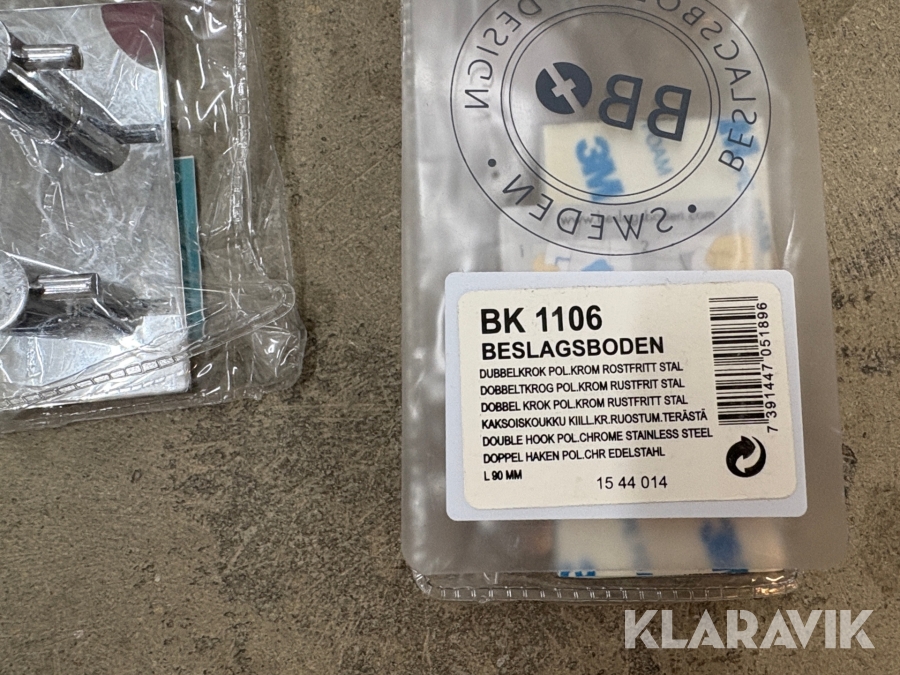 BESLAGSBODEN
DESIGN
BB
SWEDEN
3M
BK 1106
BESLAGSBODEN
DUBBELKROK POL.KROM ROSTFRITT STAL
DOBBELTKROG POL.KROM RUSTFRIT STAL
DOBBEL KROK POL.KROM RUSTFRITT STAL
KAKSOISKOUKKU KIILL.KR.RUOSTUM.TERÄSTÄ
DOUBLE HOOK POL.CHROME STAINLESS STEEL
DOPPEL HAKEN POL.CHR EDELSTAHL
L 90 MM
15 44 014
7 391447 051896
KLARAVIK